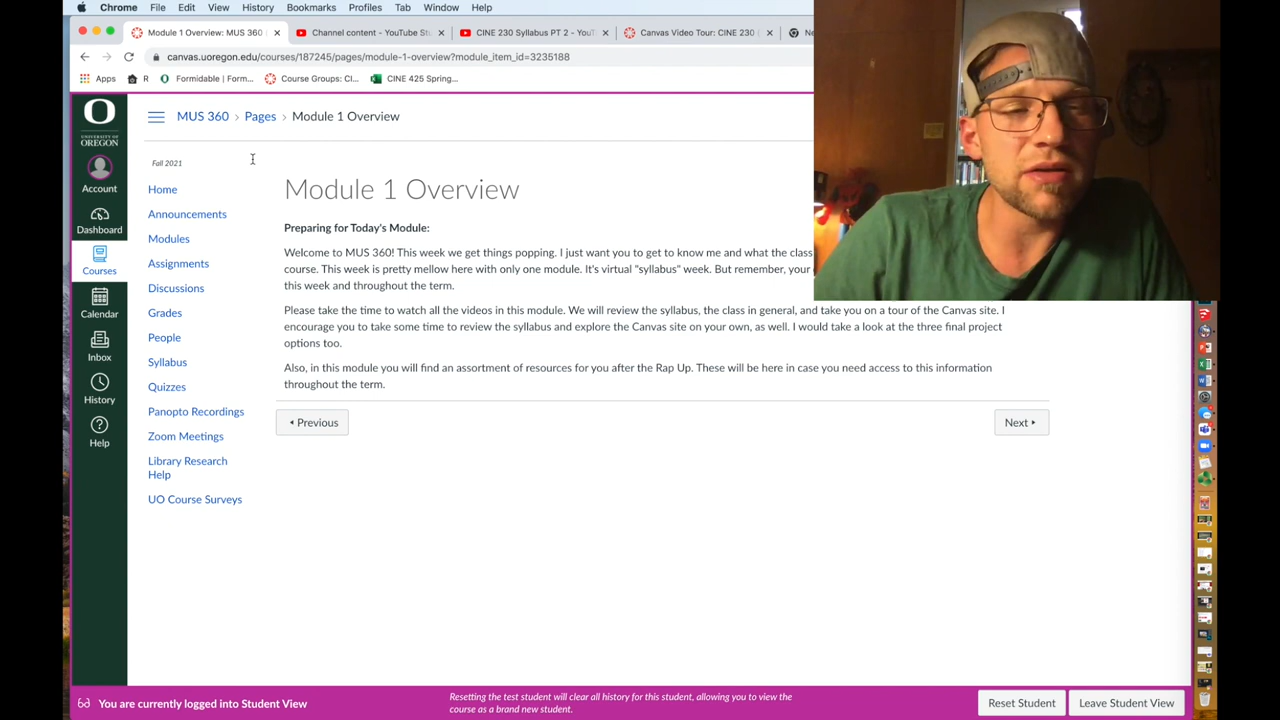 Chrome File Edit View History Bookmarks Profiles Tab Window Help
Module 1 Overview: MUS 360 Channel content - YouTube St CINE 230 Syllabus PT 2 - YouT Canvas Video Tour: CINE 230 Ne
canvas.uoregon.edu/courses/187245/pages/module-1-overview?module_item_id=3235188
Apps R Formidable | Form... Course Groups: CI... CINE 425 Spring...
O
UNIVERSITY OF
OREGON
Account
Dashboard
Courses
Calendar
Inbox
History
Help
MUS 360 › Pages › Module 1 Overview
Fall 2021
Home
Announcements
Modules
Assignments
Discussions
Grades
People
Syllabus
Quizzes
Panopto Recordings
Zoom Meetings
Library Research
Help
UO Course Surveys
Module 1 Overview
Preparing for Today's Module:
Welcome to MUS 360! This week we get things popping. I just want you to get to know me and what the class
course. This week is pretty mellow here with only one module. It's virtual "syllabus" week. But remember, your
this week and throughout the term.
Please take the time to watch all the videos in this module. We will review the syllabus, the class in general, and take you on a tour of the Canvas site. I
encourage you to take some time to review the syllabus and explore the Canvas site on your own, as well. I would take a look at the three final project
options too.
Also, in this module you will find an assortment of resources for you after the Rap Up. These will be here in case you need access to this information
throughout the term.
Previous
Next
You are currently logged into Student View
Resetting the test student will clear all history for this student, allowing you to view the
course as a brand new student.
Reset Student
Leave Student View